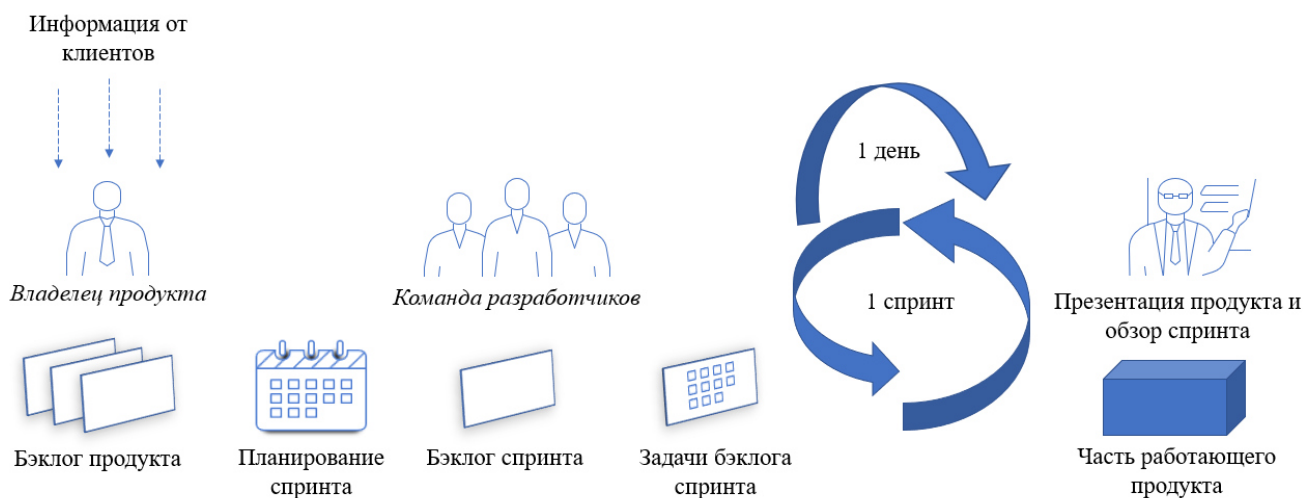 Информация от
клиентов
1 день
Владелец продукта
Команда разработчиков
1 спринт
Презентация продукта и
обзор спринта
Бэклог продукта
Планирование
спринта
Бэклог спринта
Задачи бэклога
спринта
Часть работающего
продукта